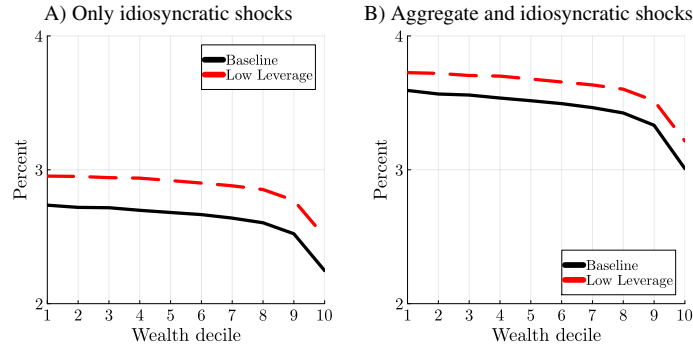 A) Only idiosyncratic shocks
4
3
2
Percent
Baseline
Low Leverage
1 2 3 4 5 6 7 8 9 10
Wealth decile
B) Aggregate and idiosyncratic shocks
4
3
2
Percent
Baseline
Low Leverage
1 2 3 4 5 6 7 8 9 10
Wealth decile